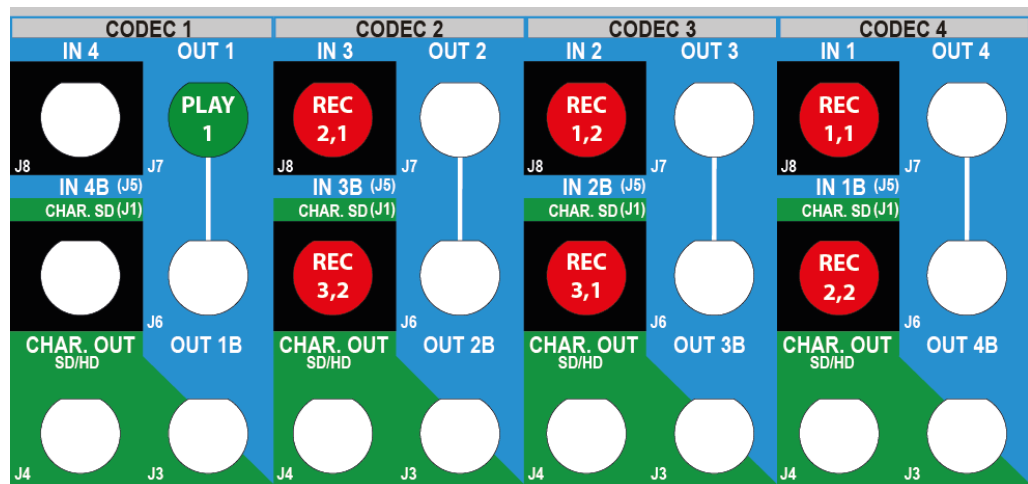 CODEC 1 CODEC 2 CODEC 3 CODEC 4
IN 4 OUT 1 IN 3 OUT 2 IN 2 OUT 3 IN 1 OUT 4
PLAY 1 REC 2,1 REC 1,2 REC 1,1
J8 J7 J8 J7 J8 J7 J8 J7
IN 4B (J5) IN 3B (J5) IN 2B (J5) IN 1B (J5)
CHAR. SD (J1) CHAR. SD (J1) CHAR. SD (J1) CHAR. SD (J1)
REC 3,2 REC 3,1 REC 2,2
J6 J6 J6 J6
CHAR. OUT OUT 1B CHAR. OUT OUT 2B CHAR. OUT OUT 3B CHAR. OUT OUT 4B
SD/HD SD/HD SD/HD SD/HD
J4 J3 J4 J3 J4 J3 J4 J3